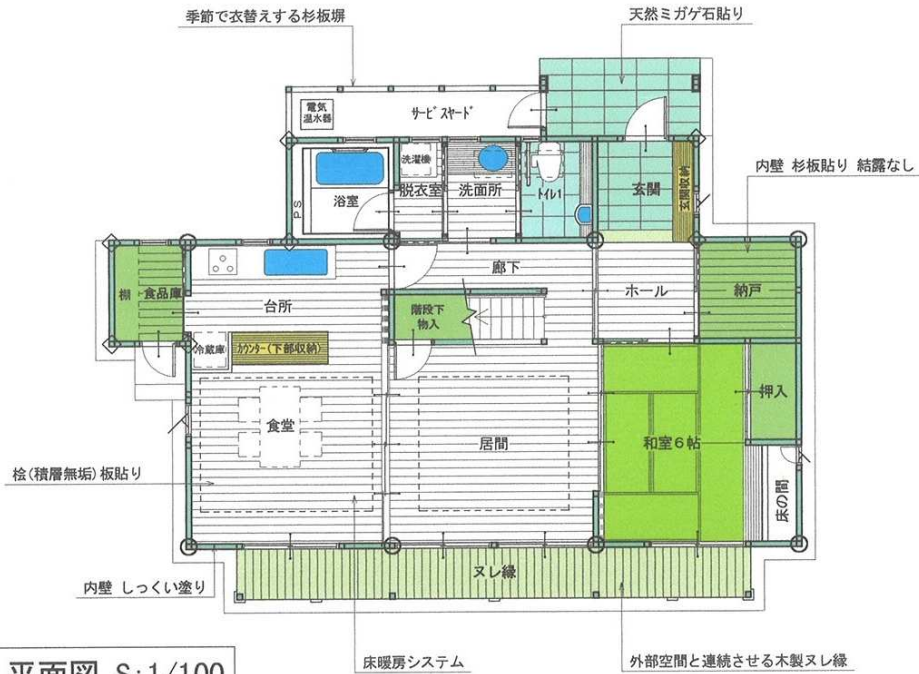 季節で衣替えする杉板塀
天然ミガゲ石貼り
電気
温水器
サービスヤード
洗濯機
浴室
脱衣室
洗面所
トイレ1
玄関
玄関収納
内壁 杉板貼り 結露なし
PS
廊下
棚
食品庫
台所
階段下
物入
ホール
納戸
冷蔵庫
カウンター(下部収納)
押入
食堂
居間
和室6帖
桧(積層無垢)板貼り
床の間
ヌレ縁
内壁 しっくい塗り
平面図 S:1/100
床暖房システム
外部空間と連続させる木製ヌレ縁